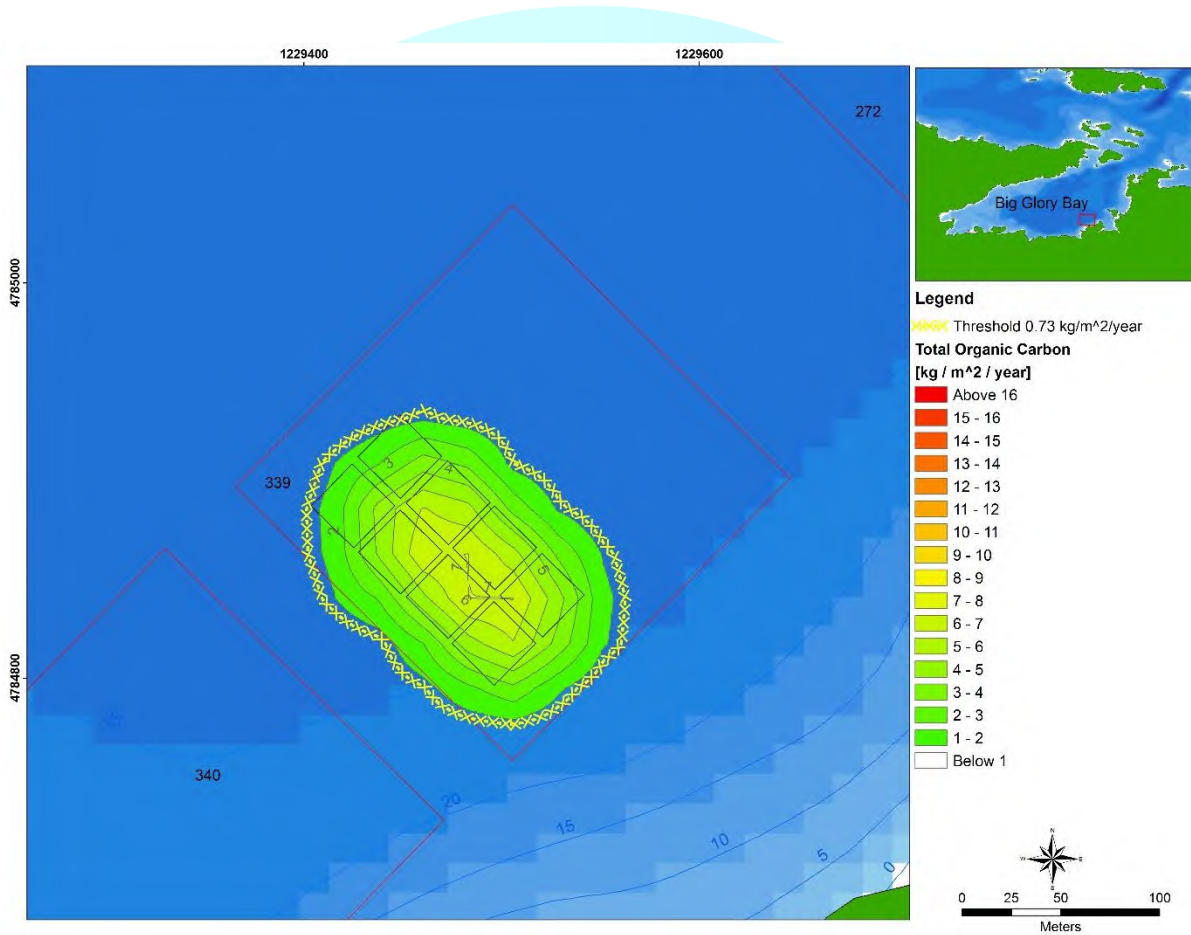 1229400
1229600
272
4785000
339
3
4
2
5
7
6
4784800
340
20
15
10
5
0
Big Glory Bay
Legend
Threshold 0.73 kg/m^2/year
Total Organic Carbon
[kg / m^2 / year]
Above 16
15 - 16
14 - 15
13 - 14
12 - 13
11 - 12
10 - 11
9 - 10
8 - 9
7 - 8
6 - 7
5 - 6
4 - 5
3 - 4
2 - 3
1 - 2
Below 1
N
W
E
S
0 25 50 100
Meters